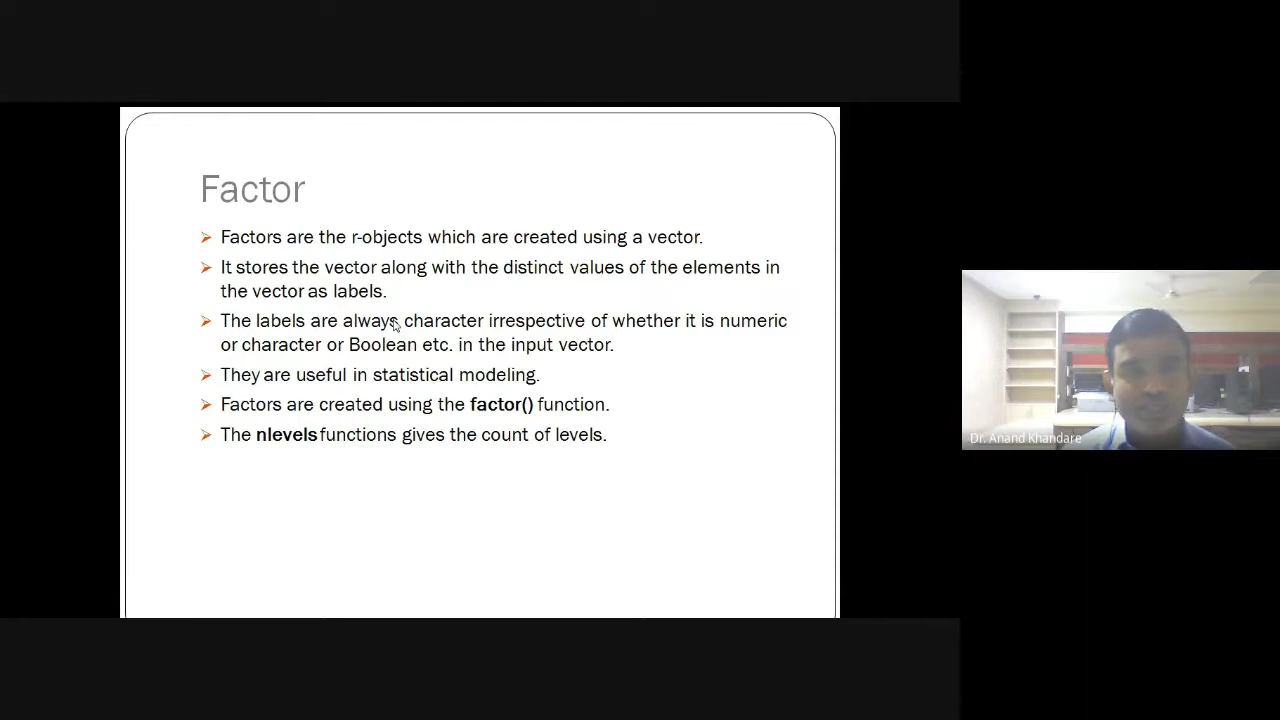 Factor
Factors are the r-objects which are created using a vector.
It stores the vector along with the distinct values of the elements in
the vector as labels.
The labels are always character irrespective of whether it is numeric
or character or Boolean etc. in the input vector.
They are useful in statistical modeling.
Factors are created using the factor() function.
The nlevels functions gives the count of levels.
Dr. Anand Khandare